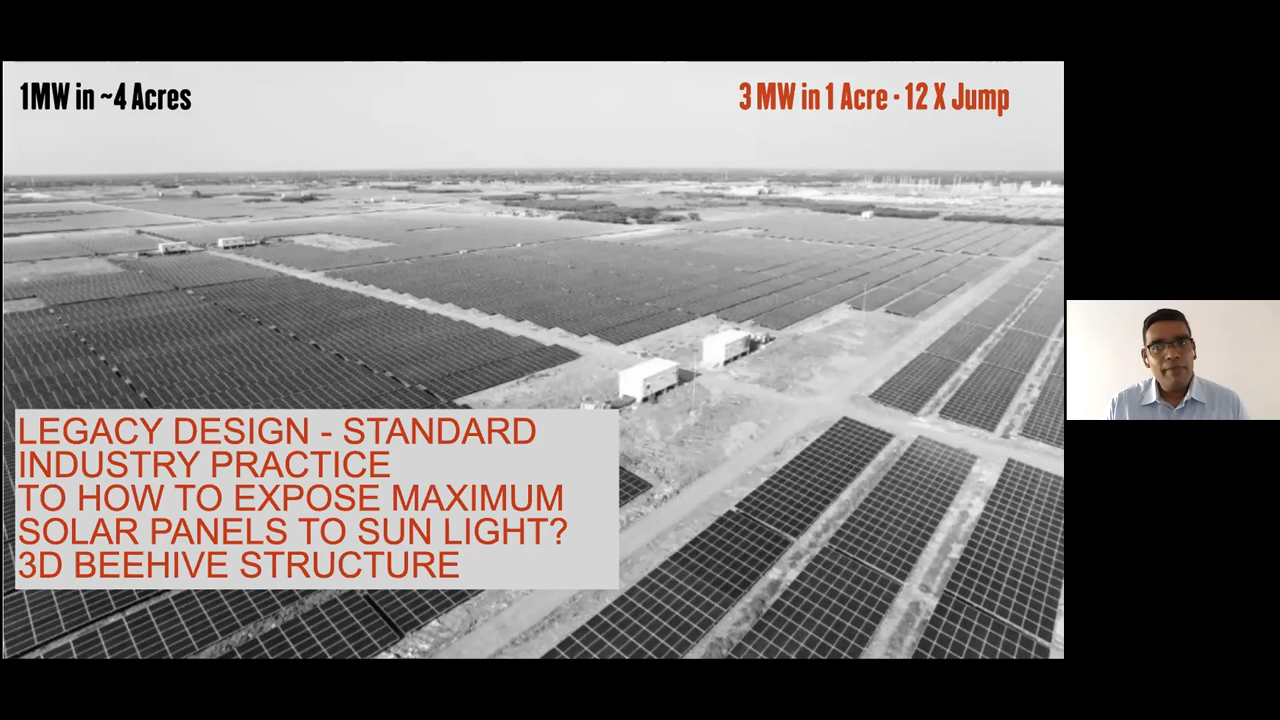 1MW in ~4 Acres
3 MW in 1 Acre · 12 X Jump
LEGACY DESIGN - STANDARD
INDUSTRY PRACTICE
TO HOW TO EXPOSE MAXIMUM
SOLAR PANELS TO SUN LIGHT?
3D BEEHIVE STRUCTURE